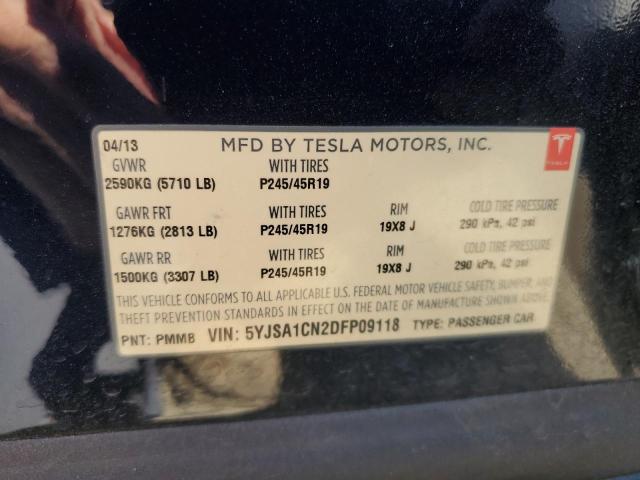 04/13 MFD BY TESLA MOTORS, INC.
TESLA
GVWR WITH TIRES
2590KG (5710 LB) P245/45R19
GAWR FRT WITH TIRES RIM COLD TIRE PRESSURE
1276KG (2813 LB) P245/45R19 19X8 J 290 kPa, 42 psi
GAWR RR WITH TIRES RIM COLD TIRE PRESSURE
1500KG (3307 LB) P245/45R19 19X8 J 290 kPa, 42 psi
THIS VEHICLE CONFORMS TO ALL APPLICABLE U.S. FEDERAL MOTOR VEHICLE SAFETY, BUMPER, AND
THEFT PREVENTION STANDARDS IN EFFECT ON THE DATE OF MANUFACTURE SHOWN ABOVE.
PNT: PMMB VIN: 5YJSA1CN2DFP09118 TYPE: PASSENGER CAR